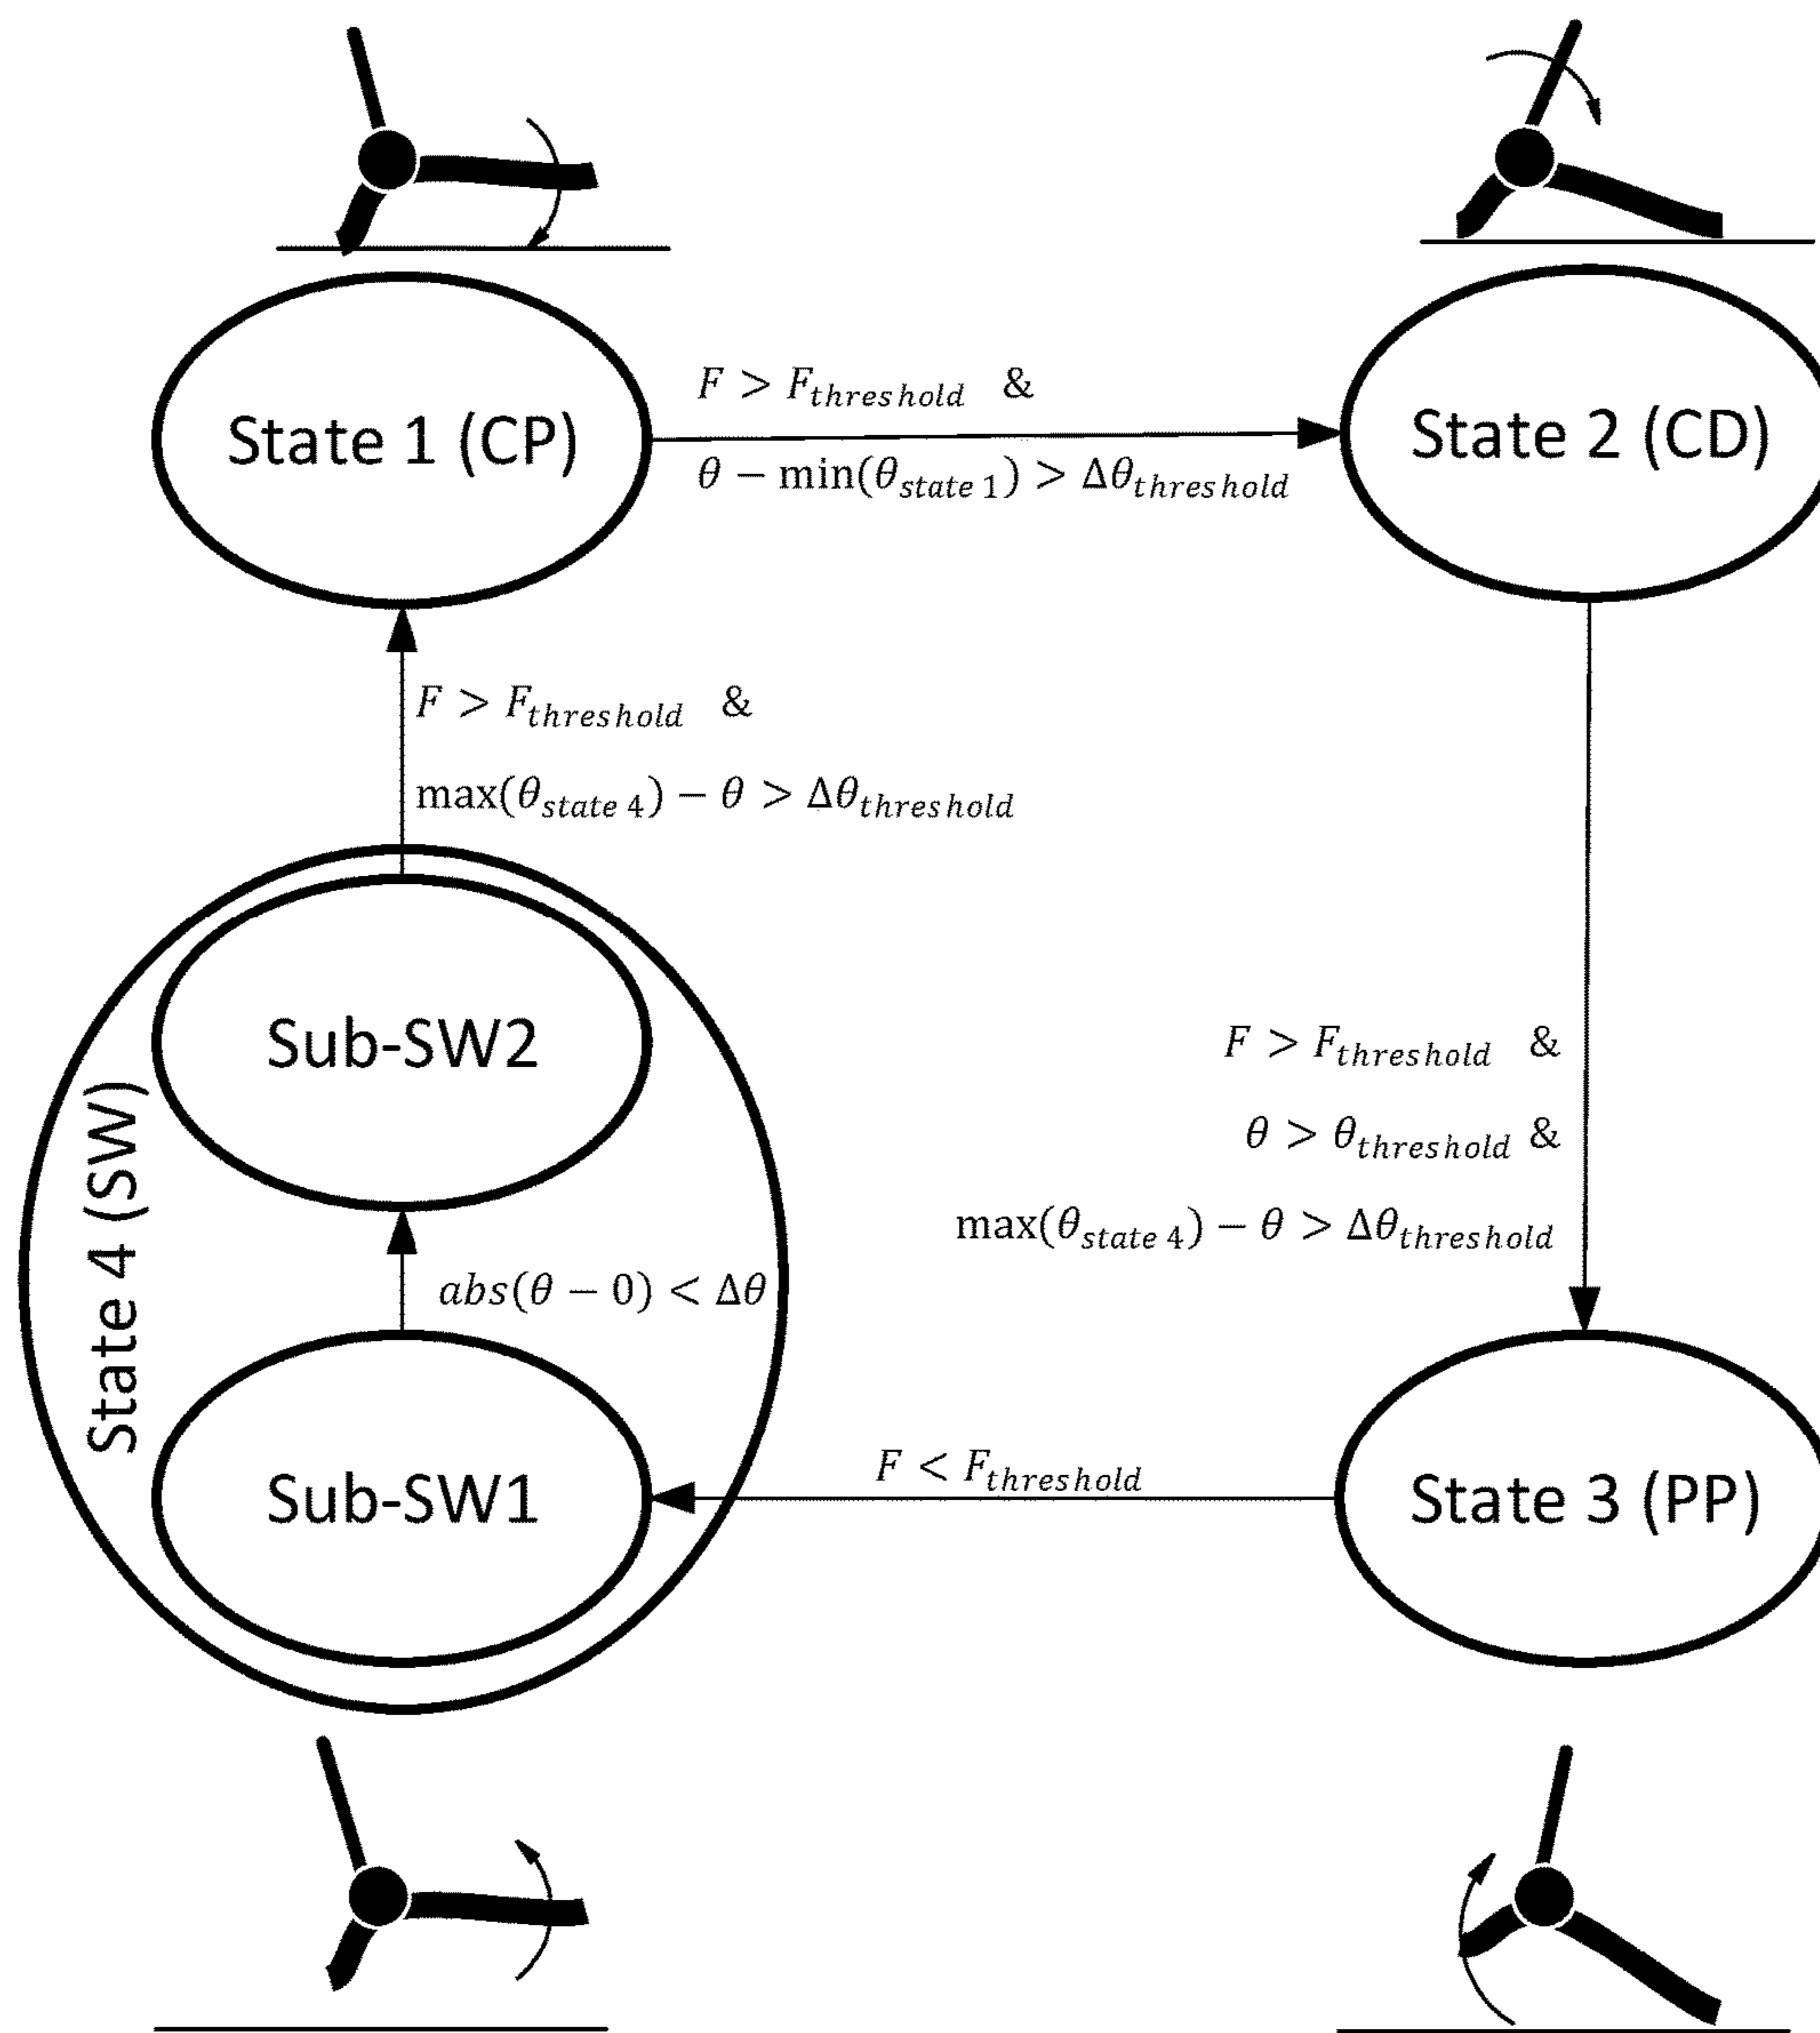 State 1 (CP)
F > F_threshold &
θ − min(θ_state 1) > Δθ_threshold
State 2 (CD)
F > F_threshold &
max(θ_state 4) − θ > Δθ_threshold
Sub-SW2
State 4 (SW)
abs(θ − 0) < Δθ
Sub-SW1
F > F_threshold &
θ > θ_threshold &
max(θ_state 4) − θ > Δθ_threshold
F < F_threshold
State 3 (PP)